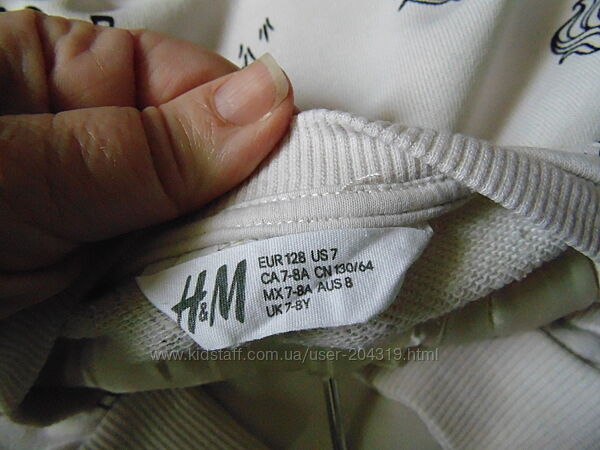 H&M
EUR 128 US 7
CA 7-8A CN 130/64
MX 7-8A AUS 8
UK 7-8Y
www.kidstaff.com.ua/user-204319.html